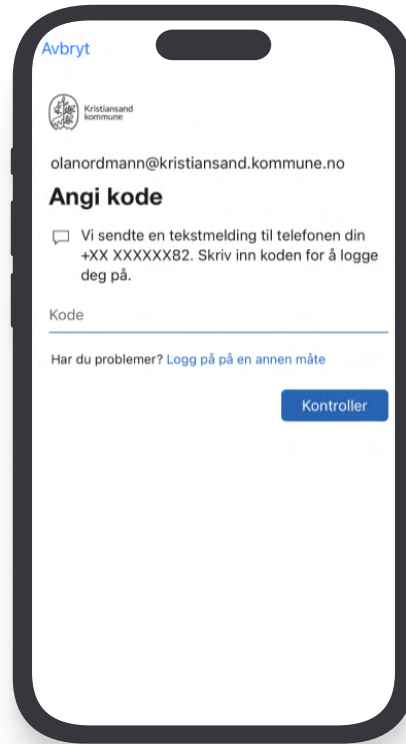 Avbryt
Kristiansand
kommune
olanordmann@kristiansand.kommune.no
Angi kode
Vi sendte en tekstmelding til telefonen din
+XX XXXXXX82. Skriv inn koden for å logge
deg på.
Kode
Har du problemer? Logg på på en annen måte
Kontroller